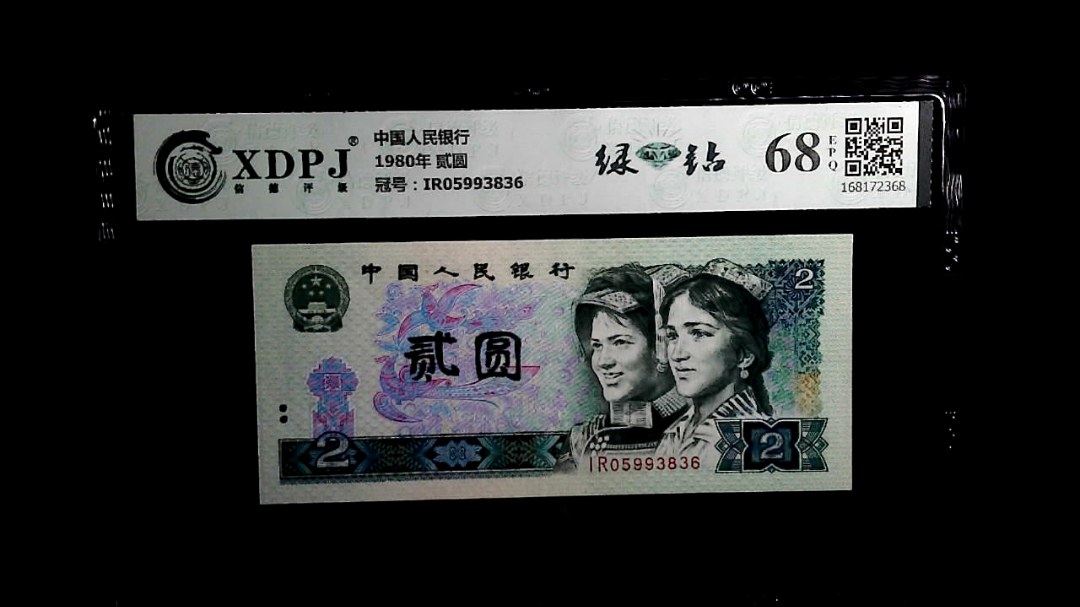 XDPJ®
信德评级
中国人民银行
1980年 贰圆
冠号：IR05993836
绿 钻
68
EPQ
168172368
中国人民银行
2
贰圆
2
IR05993836
2